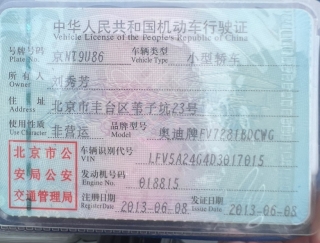 中华人民共和国机动车行驶证
Vehicle License of the People's Republic of China
号牌号码 京N19U86 车辆类型 小型轿车
Plate No. Vehicle Type
所有人 刘秀芳
Owner
住址 北京市丰台区苇子坑23号
Address
使用性质 非营运 品牌型号 奥迪牌FV7281BDCWG
Use Character Model
北京市公安局公安交通管理局
车辆识别代号 LFV5A24G4D3017015
VIN
发动机号码 018815
Engine No.
注册日期 2013-06-08 发证日期 2013-06-08
Register Date Issue Date